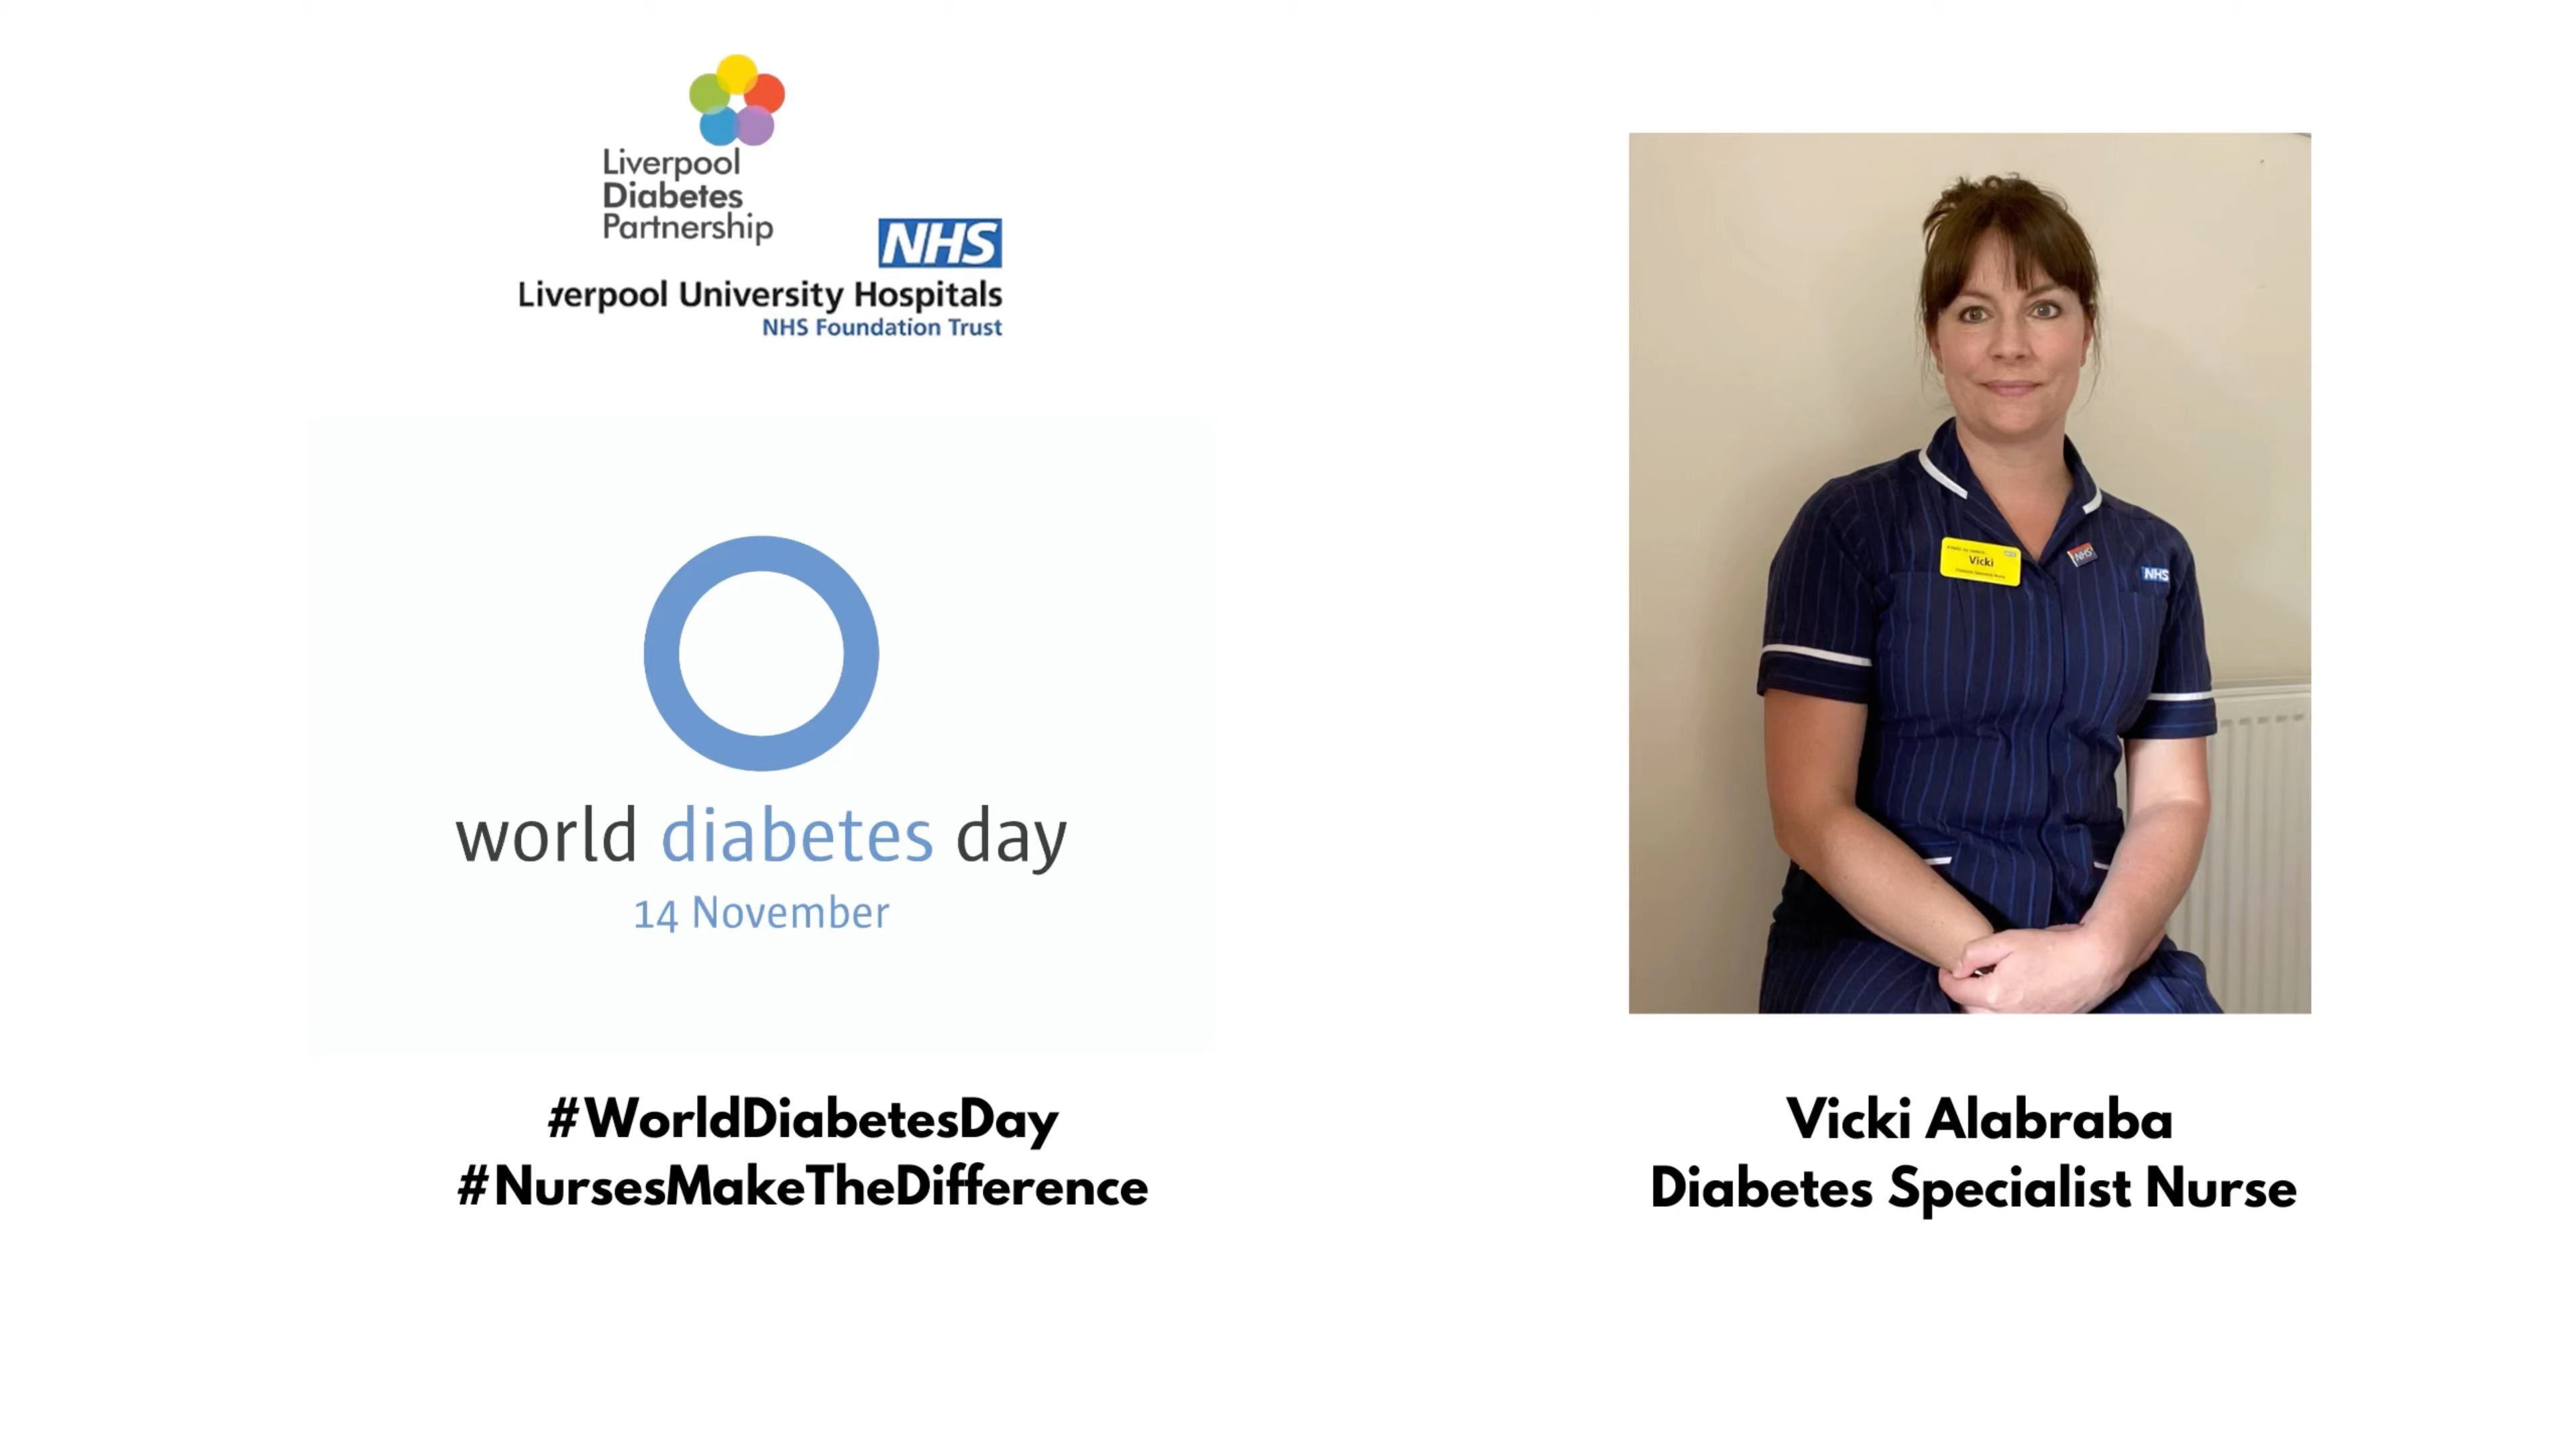 Liverpool
Diabetes
Partnership
NHS
Liverpool University Hospitals
NHS Foundation Trust
world diabetes day
14 November
#WorldDiabetesDay
#NursesMakeTheDifference
Vicki
NHS
NHS
Vicki Alabraba
Diabetes Specialist Nurse